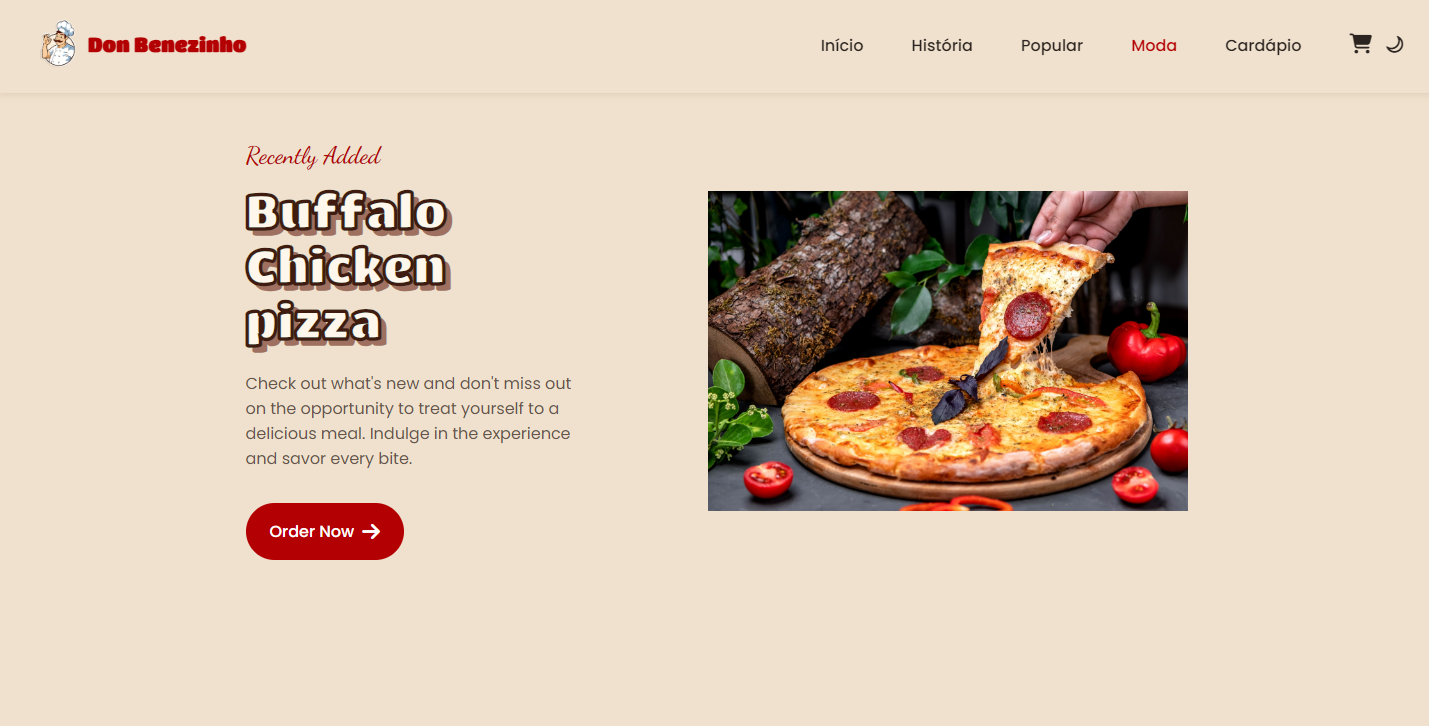 Don Benezinho
Início História Popular Moda Cardápio
Recently Added
Buffalo
Chicken
pizza
Check out what's new and don't miss out
on the opportunity to treat yourself to a
delicious meal. Indulge in the experience
and savor every bite.
Order Now